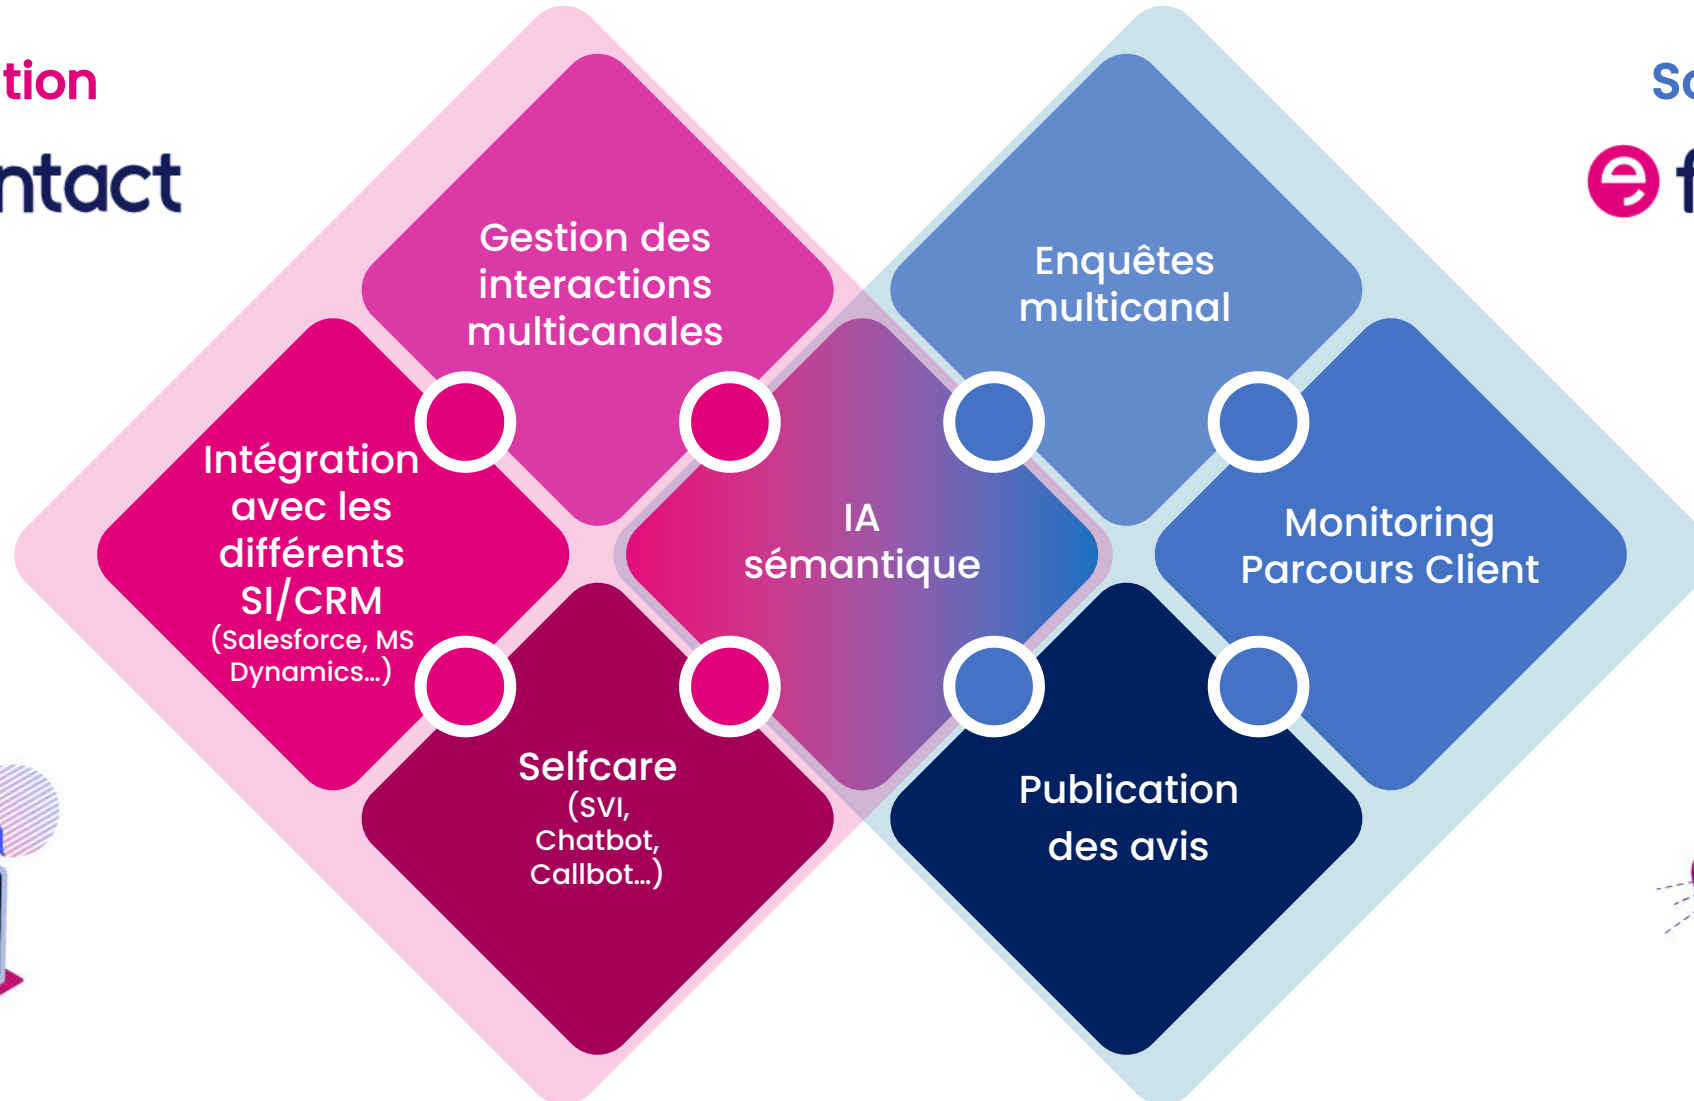 tion
ntact
So
Gestion des
interactions
multicanales
Enquêtes
multicanal
Intégration
avec les
différents
SI/CRM
(Salesforce, MS
Dynamics...)
IA
sémantique
Monitoring
Parcours Client
Selfcare
(SVI,
Chatbot,
Callbot...)
Publication
des avis